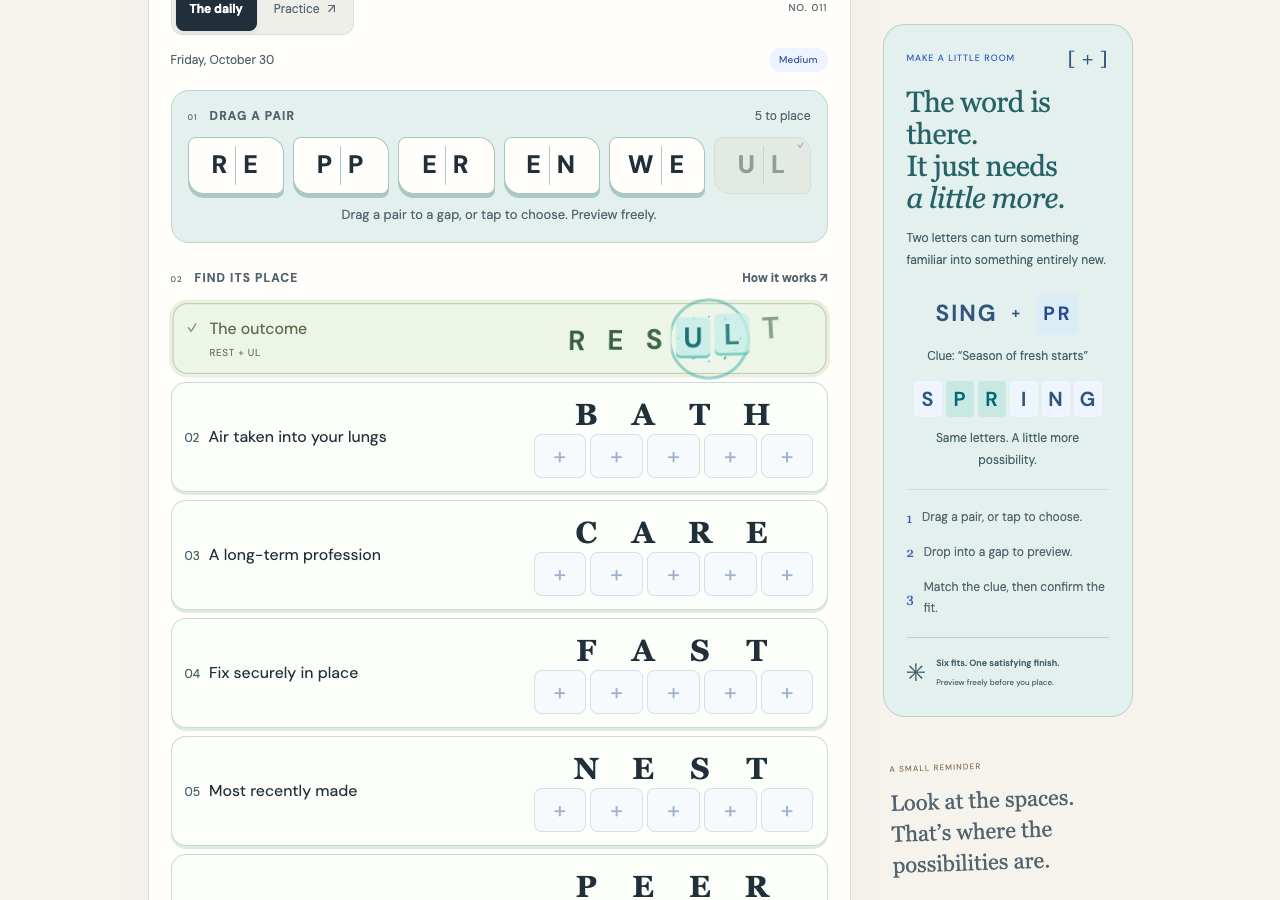 The daily
Practice ↗
NO. 011
Friday, October 30
Medium
01 DRAG A PAIR
5 to place
R E
P P
E R
E N
W E
U L ✓
Drag a pair to a gap, or tap to choose. Preview freely.
02 FIND ITS PLACE
How it works ↗
✓ The outcome
REST + UL
R E S U L T
B A T H
02 Air taken into your lungs
+ + + + +
C A R E
03 A long-term profession
+ + + + +
F A S T
04 Fix securely in place
+ + + + +
N E S T
05 Most recently made
+ + + + +
P E E R
MAKE A LITTLE ROOM
[ + ]
The word is
there.
It just needs
a little more.
Two letters can turn something
familiar into something entirely new.
SING + PR
Clue: “Season of fresh starts”
S P R I N G
Same letters. A little more
possibility.
1 Drag a pair, or tap to choose.
2 Drop into a gap to preview.
3 Match the clue, then confirm the
fit.
Six fits. One satisfying finish.
Preview freely before you place.
A SMALL REMINDER
Look at the spaces.
That’s where the
possibilities are.